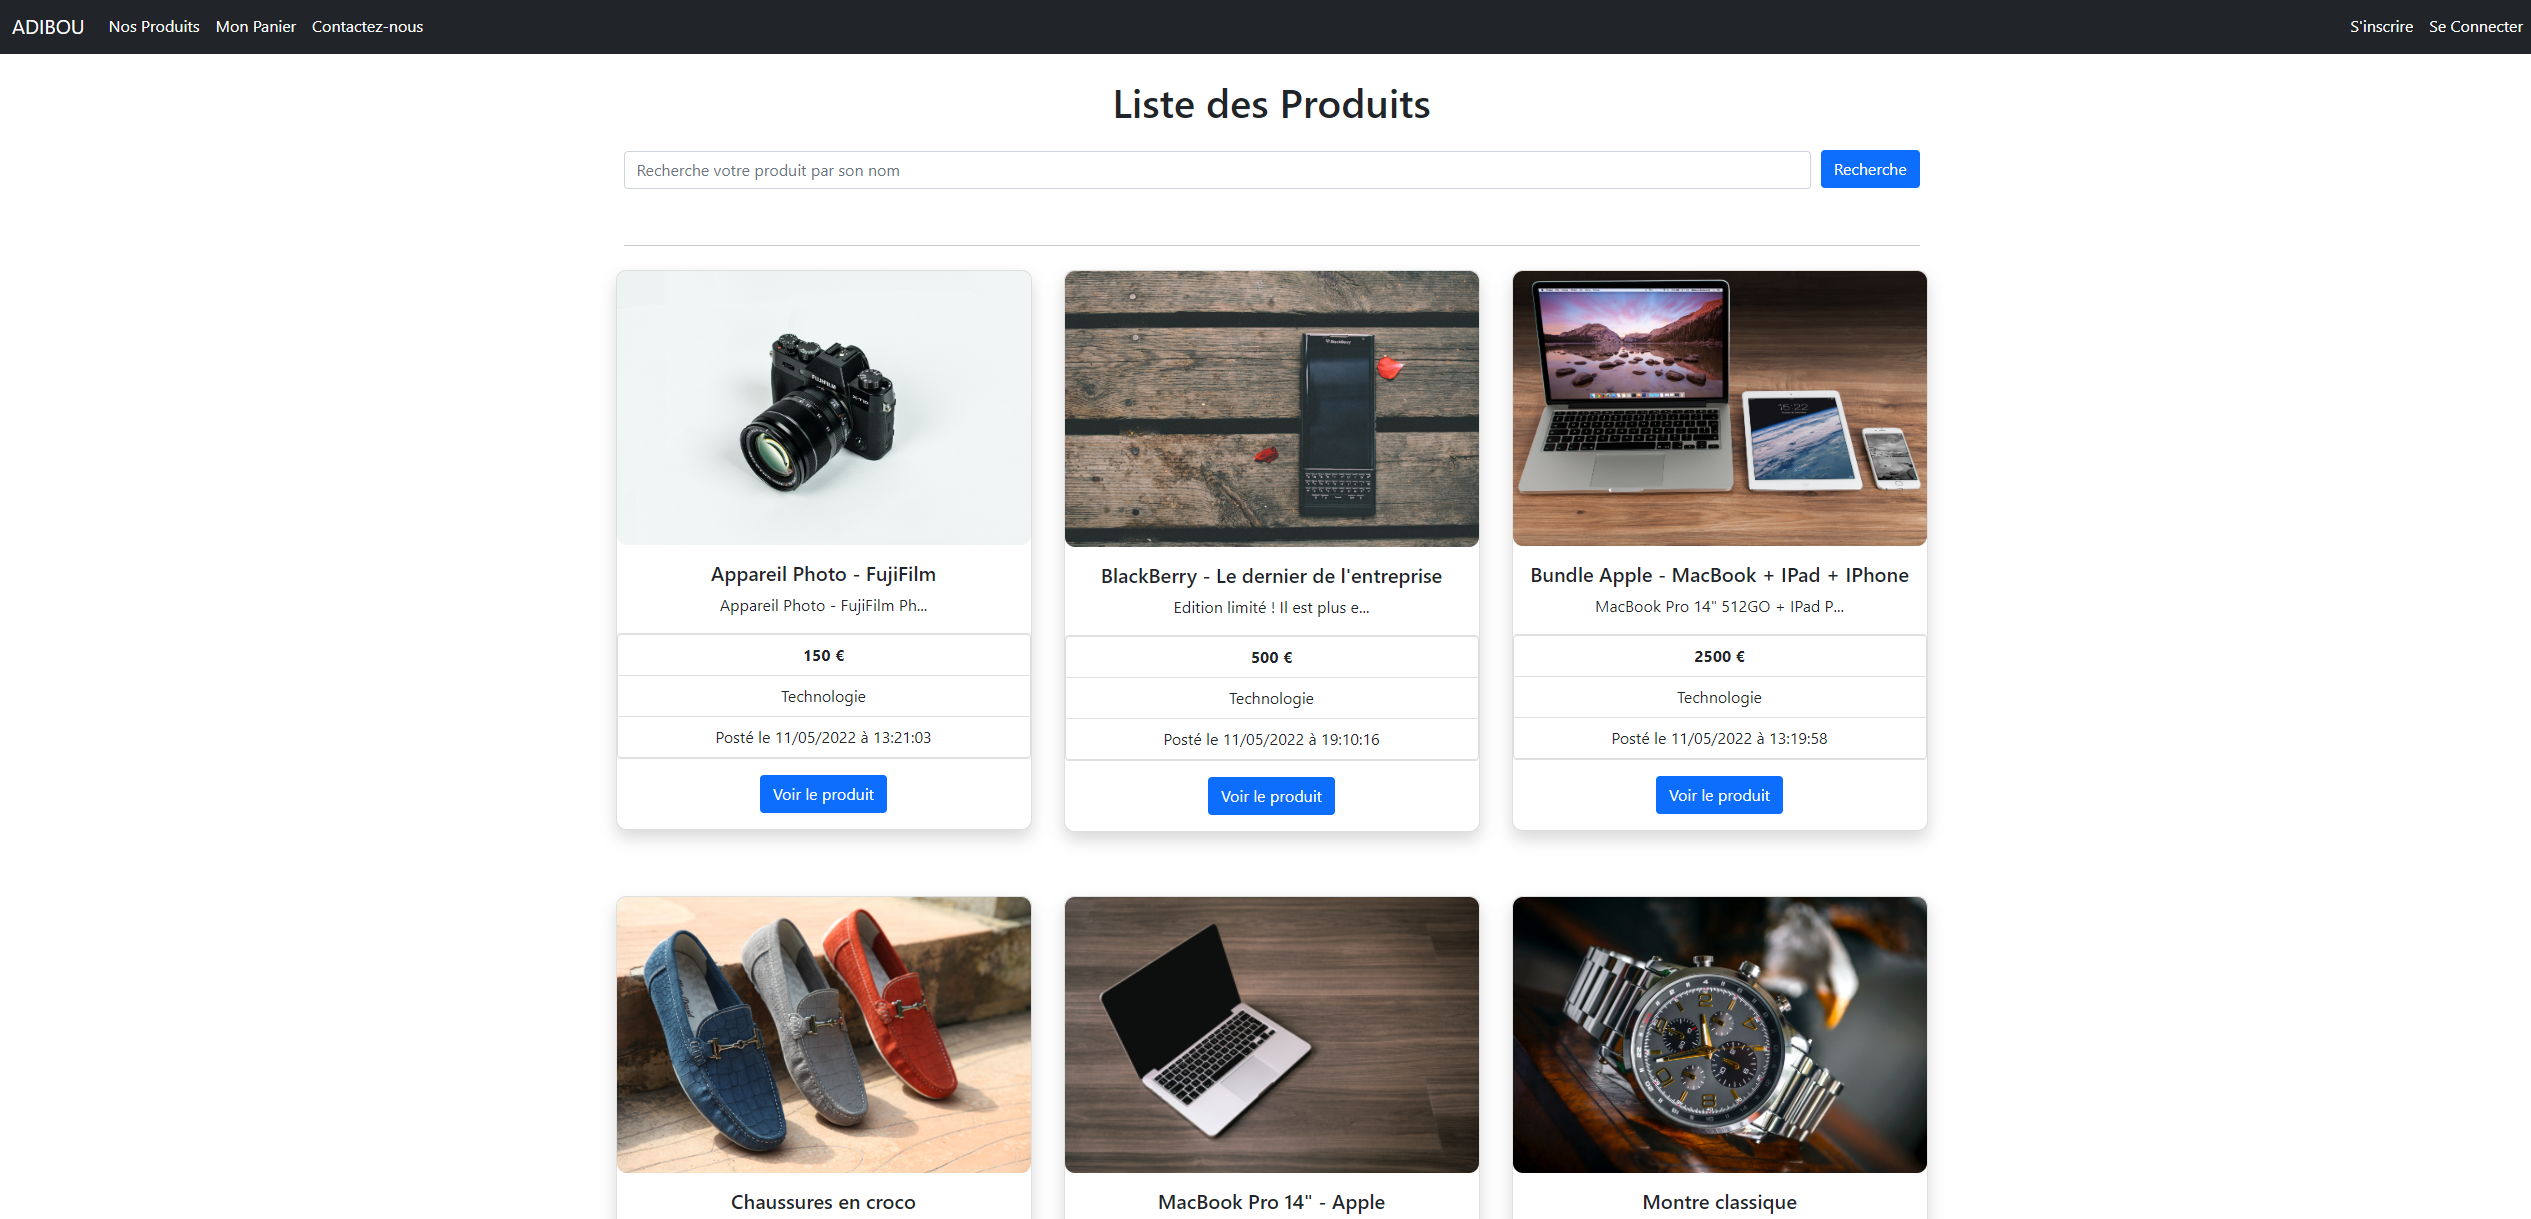 ADIBOU Nos Produits Mon Panier Contactez-nous S'inscrire Se Connecter
Liste des Produits
Recherche votre produit par son nom Recherche
FUJIFILM
X-T10
BlackBerry
15:22
Appareil Photo - FujiFilm
Appareil Photo - FujiFilm Ph...
150 €
Technologie
Posté le 11/05/2022 à 13:21:03
Voir le produit
BlackBerry - Le dernier de l'entreprise
Edition limité ! Il est plus e...
500 €
Technologie
Posté le 11/05/2022 à 19:10:16
Voir le produit
Bundle Apple - MacBook + IPad + IPhone
MacBook Pro 14" 512GO + IPad P...
2500 €
Technologie
Posté le 11/05/2022 à 13:19:58
Voir le produit
Chaussures en croco
MacBook Pro 14" - Apple
Montre classique